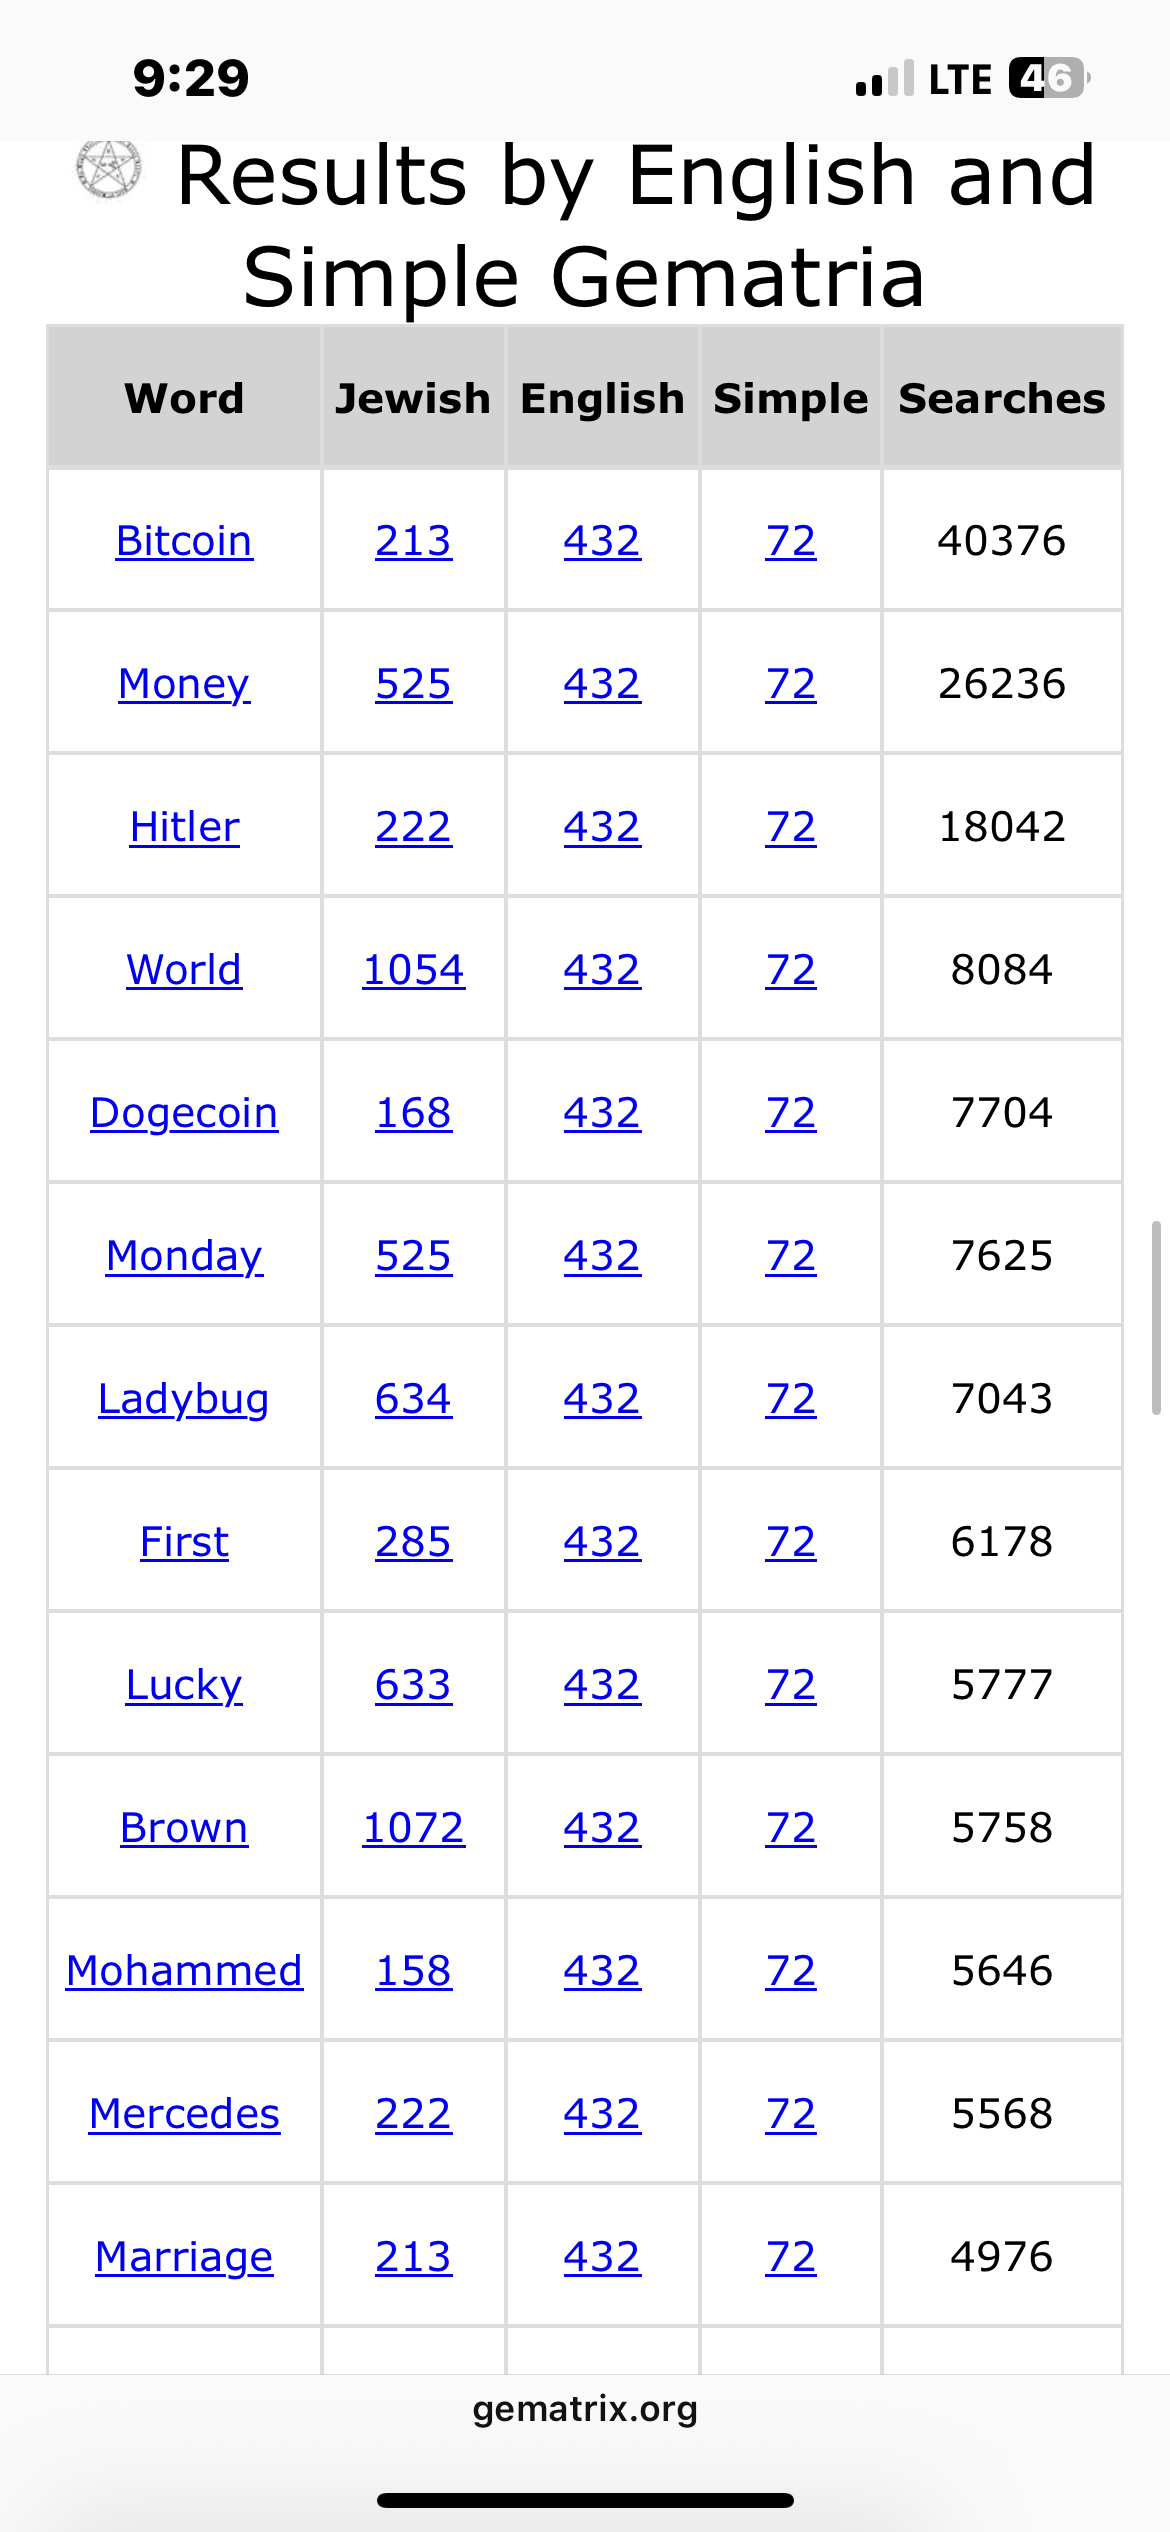 9:29 LTE 46
Results by English and
Simple Gematria
Word Jewish English Simple Searches
Bitcoin 213 432 72 40376
Money 525 432 72 26236
Hitler 222 432 72 18042
World 1054 432 72 8084
Dogecoin 168 432 72 7704
Monday 525 432 72 7625
Ladybug 634 432 72 7043
First 285 432 72 6178
Lucky 633 432 72 5777
Brown 1072 432 72 5758
Mohammed 158 432 72 5646
Mercedes 222 432 72 5568
Marriage 213 432 72 4976
gematrix.org